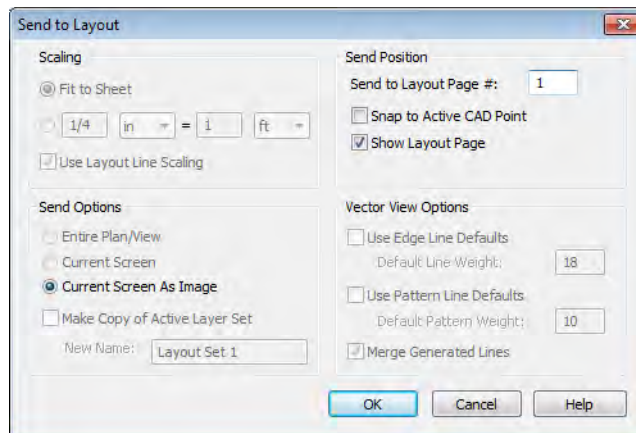 Send to Layout
Scaling
Fit to Sheet
1/4 in = 1 ft
Use Layout Line Scaling
Send Position
Send to Layout Page #: 1
Snap to Active CAD Point
Show Layout Page
Send Options
Entire Plan/View
Current Screen
Current Screen As Image
Make Copy of Active Layer Set
New Name: Layout Set 1
Vector View Options
Use Edge Line Defaults
Default Line Weight: 18
Use Pattern Line Defaults
Default Pattern Weight: 10
Merge Generated Lines
OK Cancel Help